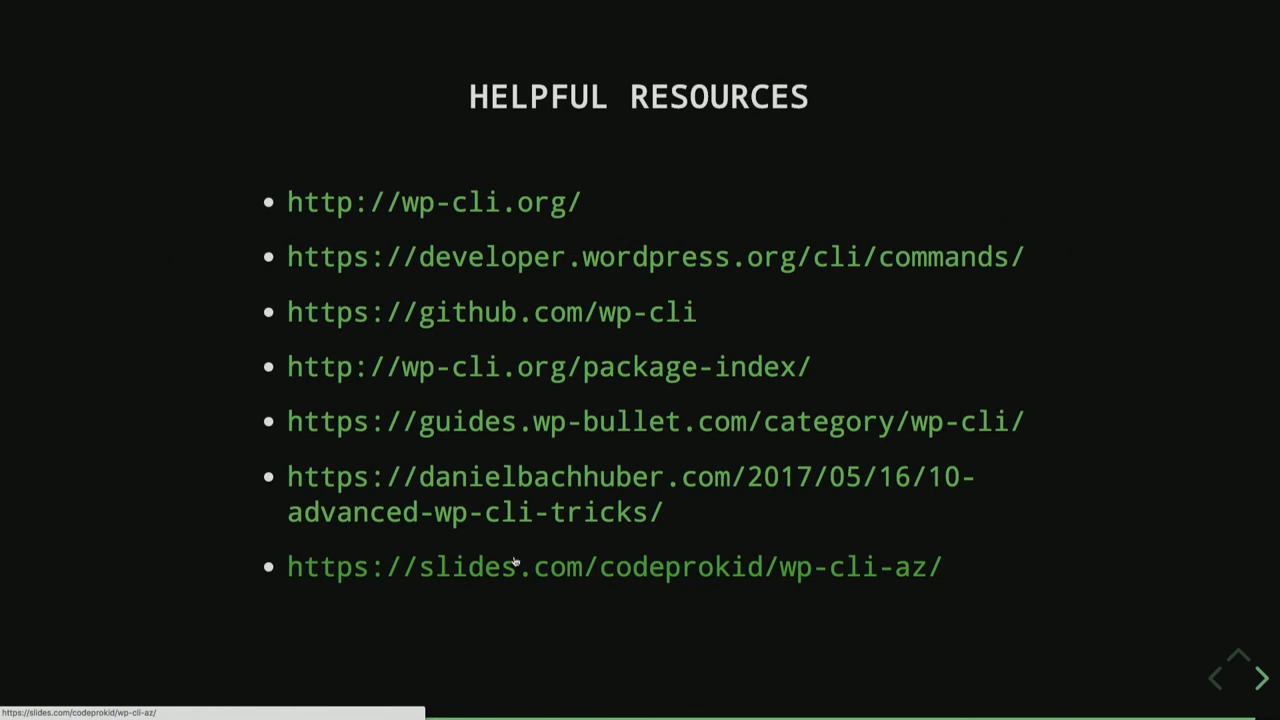 HELPFUL RESOURCES
http://wp-cli.org/
https://developer.wordpress.org/cli/commands/
https://github.com/wp-cli
http://wp-cli.org/package-index/
https://guides.wp-bullet.com/category/wp-cli/
https://danielbachhuber.com/2017/05/16/10-
advanced-wp-cli-tricks/
https://slides.com/codeprokid/wp-cli-az/
https://slides.com/codeprokid/wp-cli-az/